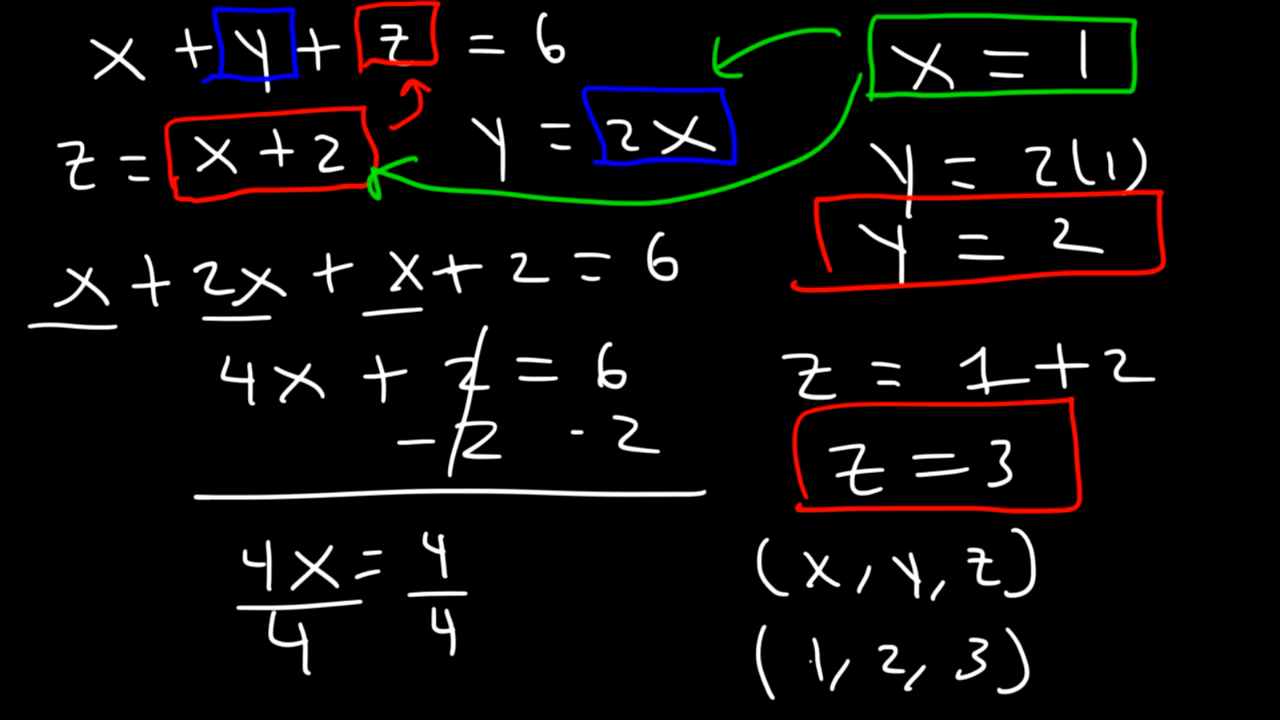 x + y + z = 6
z = x + 2
y = 2x
x + 2x + x + 2 = 6
4x + 2 = 6
- 2 - 2
4x = 4
4 4
x = 1
y = 2(1)
y = 2
z = 1 + 2
z = 3
(x, y, z)
(1, 2, 3)